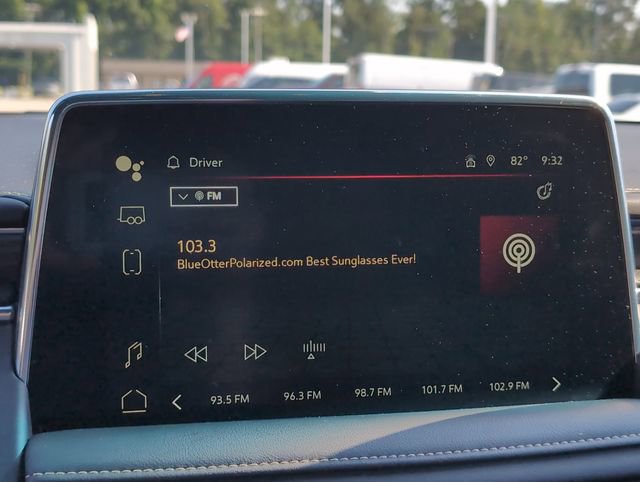 Driver
82° 9:32
FM
103.3
BlueOtterPolarized.com Best Sunglasses Ever!
93.5 FM 96.3 FM 98.7 FM 101.7 FM 102.9 FM